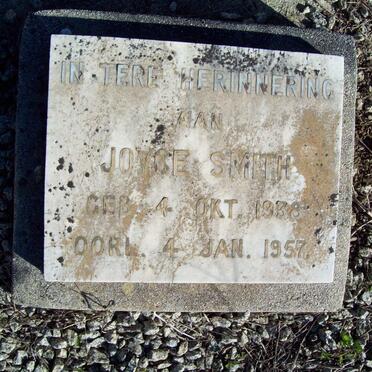 IN TERE HERINNERING
AAN
JOYCE SMITH
GEB. 4 OKT. 1938
OORL. 4 JAN. 1957